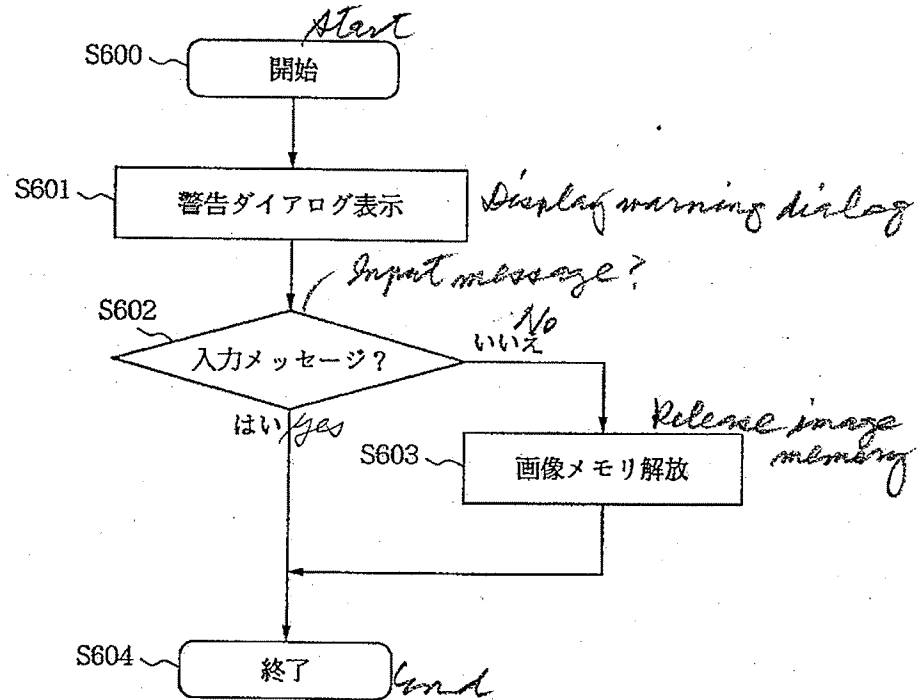 Start
S600
開始
S601
警告ダイアログ表示
Display warning dialog
Input message?
S602
入力メッセージ?
No
いいえ
はい
yes
Release image
memory
S603
画像メモリ解放
S604
終了
End